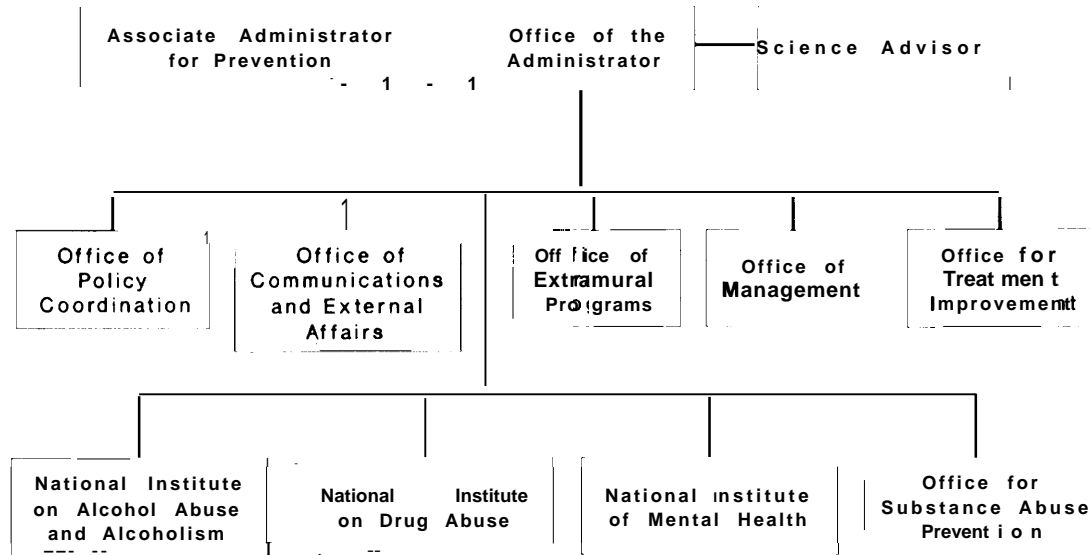 Associate Administrator
for Prevention
Office of the
Administrator
Science Advisor
Office of
Policy
Coordination
Office of
Communications
and External
Affairs
Office of
Extramural
Programs
Office of
Management
Office for
Treatment
Improvement
National Institute
on Alcohol Abuse
and Alcoholism
National Institute
on Drug Abuse
National Institute
of Mental Health
Office for
Substance Abuse
Prevention